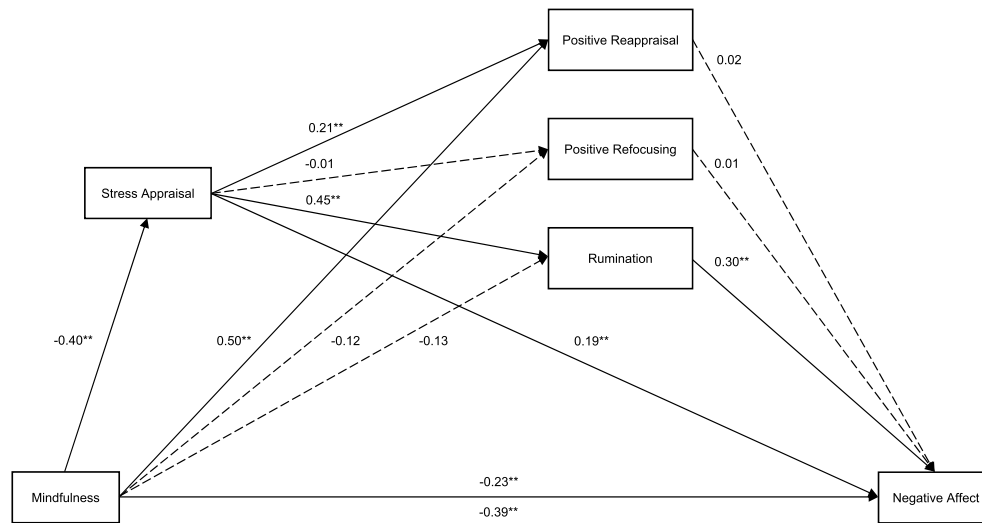 Positive Reappraisal
0.02
0.21**
Positive Refocusing
-0.01
0.01
Stress Appraisal
0.45**
Rumination
0.30**
-0.40**
0.50**
-0.12
-0.13
0.19**
Mindfulness
-0.23**
Negative Affect
-0.39**